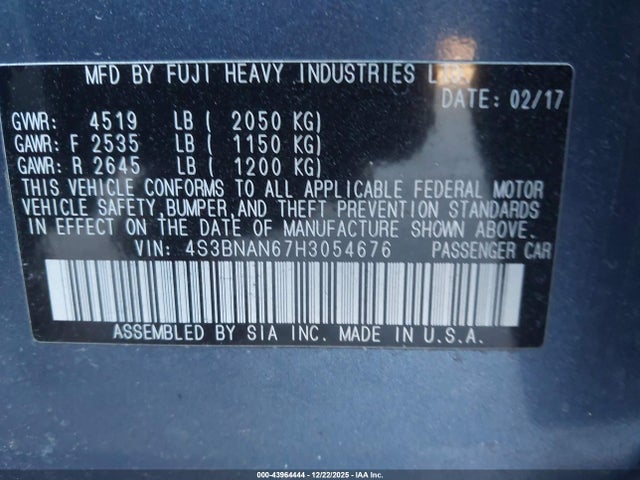 MFD BY FUJI HEAVY INDUSTRIES LTD.
DATE: 02/17
GVWR: 4519 LB ( 2050 KG)
GAWR: F 2535 LB ( 1150 KG)
GAWR: R 2645 LB ( 1200 KG)
THIS VEHICLE CONFORMS TO ALL APPLICABLE FEDERAL MOTOR
VEHICLE SAFETY, BUMPER, AND THEFT PREVENTION STANDARDS
IN EFFECT ON THE DATE OF MANUFACTURE SHOWN ABOVE.
VIN: 4S3BNAN67H3054676 PASSENGER CAR
ASSEMBLED BY SIA INC. MADE IN U.S.A.
000-43964444 - 12/22/2025 - IAA Inc.